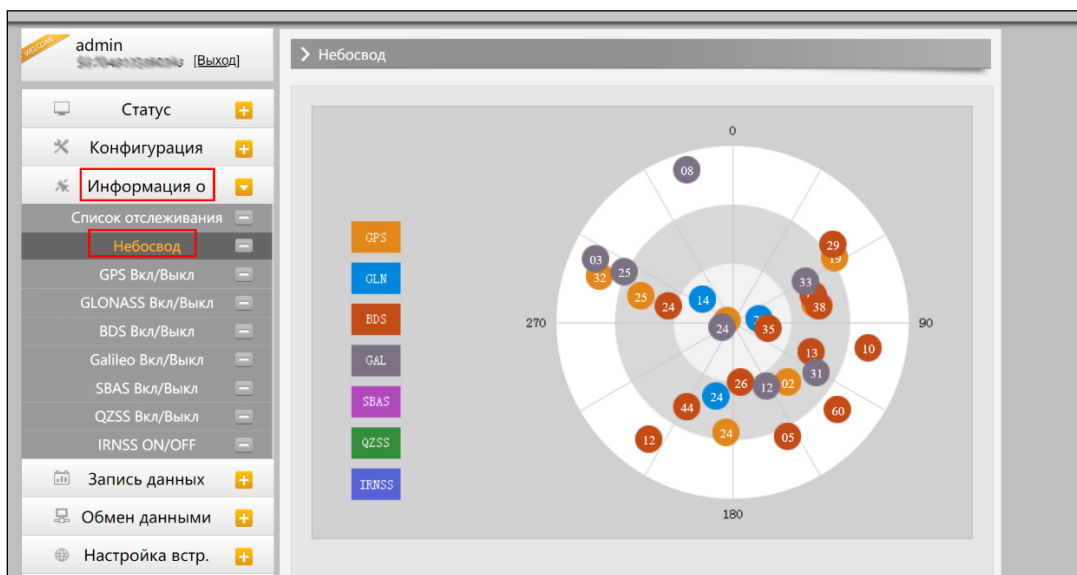 WELCOME
admin
[Выход]
Статус
Конфигурация
Информация о
Список отслеживания
Небосвод
GPS Вкл/Выкл
GLONASS Вкл/Выкл
BDS Вкл/Выкл
Galileo Вкл/Выкл
SBAS Вкл/Выкл
QZSS Вкл/Выкл
IRNSS ON/OFF
Запись данных
Обмен данными
Настройка встр.
Небосвод
GPS
GLN
BDS
GAL
SBAS
QZSS
IRNSS
0
08
29
19
03
25
32
33
25
14
24
38
270
24
35
90
13
10
31
26
12
02
24
44
60
24
12
05
180